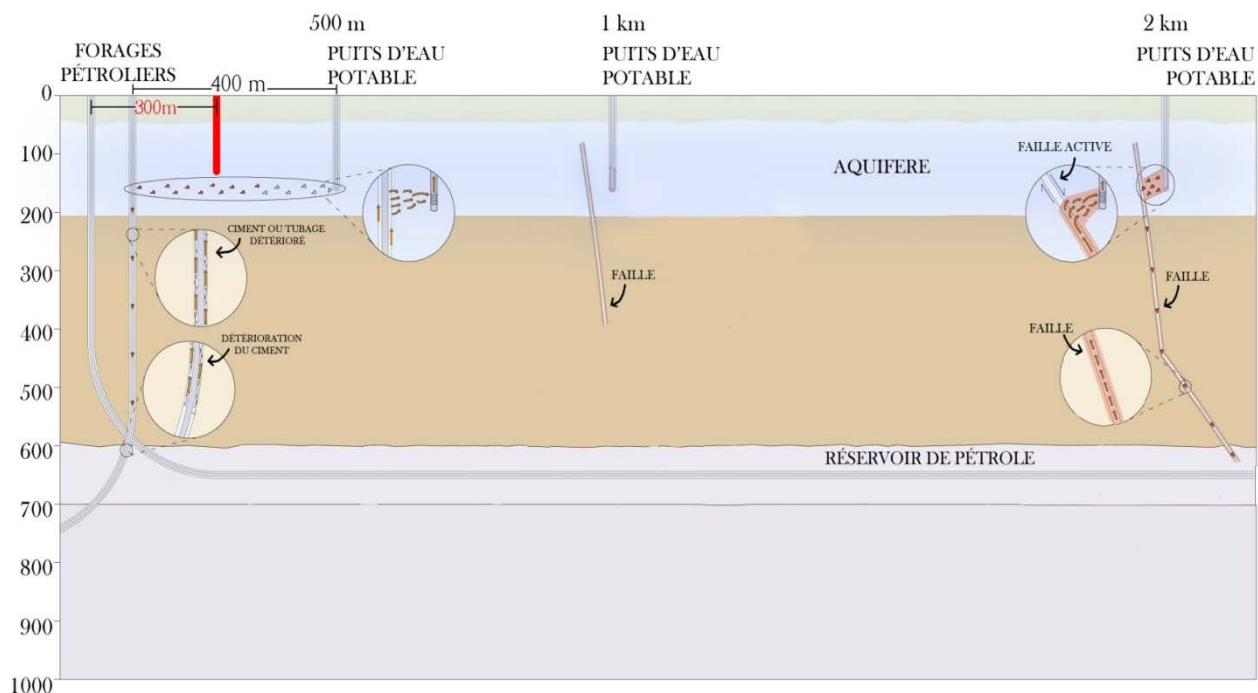 500 m
1 km
2 km
FORAGES
PÉTROLIERS
PUITS D'EAU
POTABLE
PUITS D'EAU
POTABLE
PUITS D'EAU
POTABLE
400 m
300m
0
100
200
300
400
500
600
700
800
900
1000
AQUIFERE
FAILLE ACTIVE
CIMENT OU TUBAGE
DÉTÉRIORÉ
FAILLE
FAILLE
DÉTÉRIORATION
DU CIMENT
FAILLE
RÉSERVOIR DE PÉTROLE